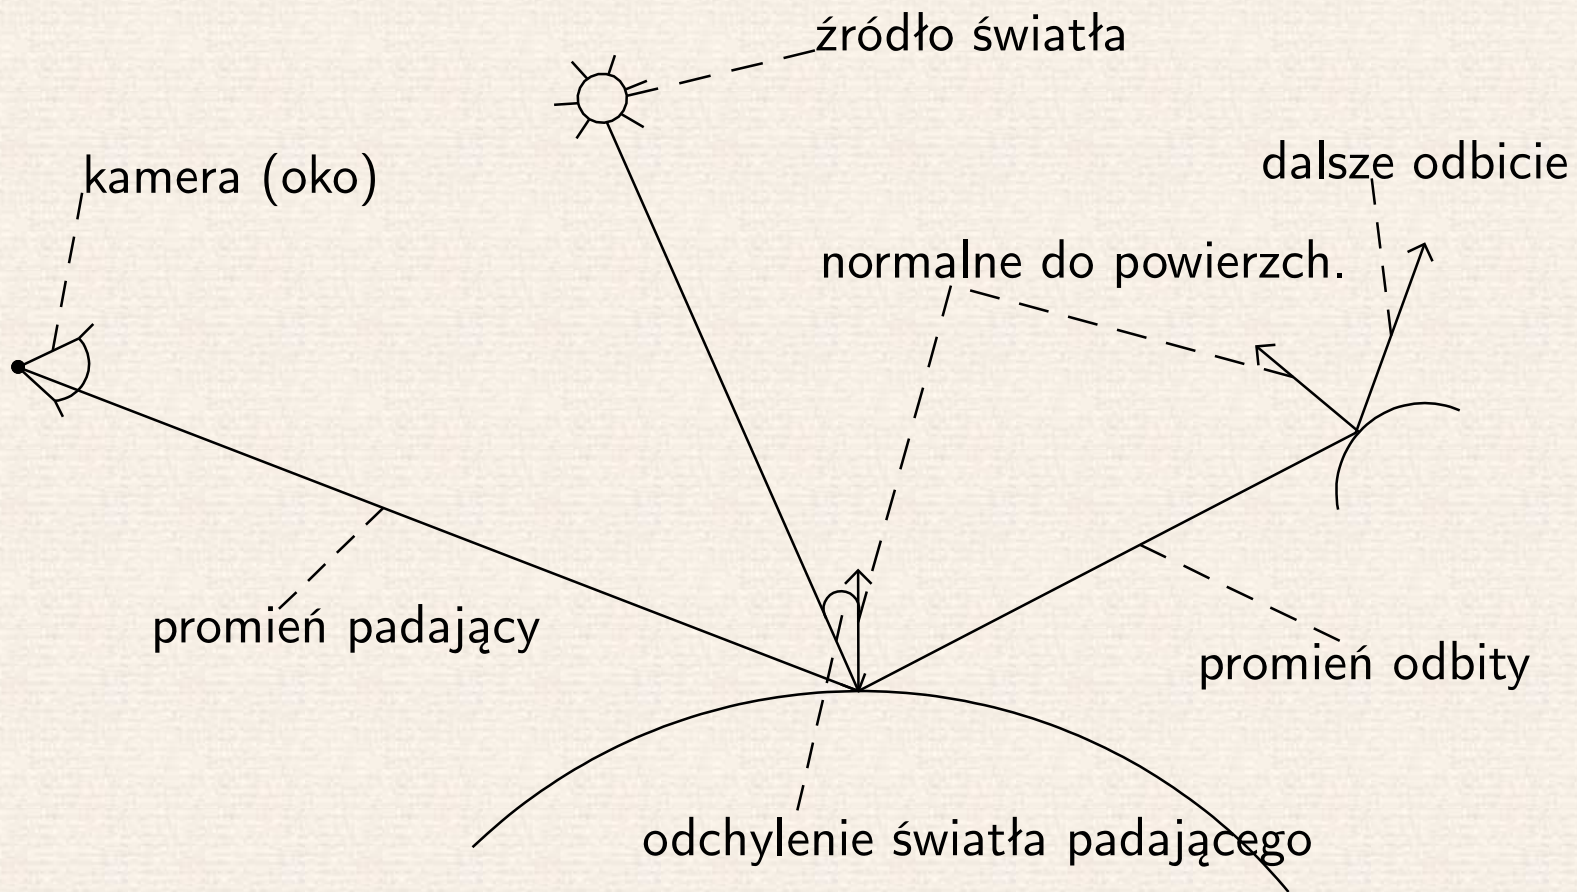 źródło światła
kamera (oko)
dalsze odbicie
normalne do powierzch.
promień padający
promień odbity
odchylenie światła padającego